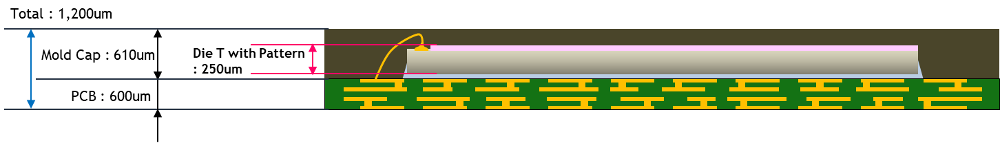 Total : 1,200um
Mold Cap : 610um
Die T with Pattern
: 250um
PCB : 600um